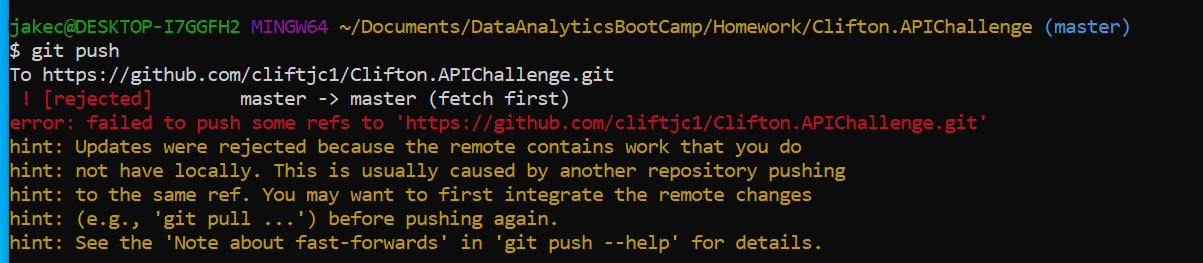 jakec@DESKTOP-I7GGFH2 MINGW64 ~/Documents/DataAnalyticsBootCamp/Homework/Clifton.APIChallenge (master)
$ git push
To https://github.com/cliftjc1/Clifton.APIChallenge.git
 ! [rejected]        master -> master (fetch first)
error: failed to push some refs to 'https://github.com/cliftjc1/Clifton.APIChallenge.git'
hint: Updates were rejected because the remote contains work that you do
hint: not have locally. This is usually caused by another repository pushing
hint: to the same ref. You may want to first integrate the remote changes
hint: (e.g., 'git pull ...') before pushing again.
hint: See the 'Note about fast-forwards' in 'git push --help' for details.